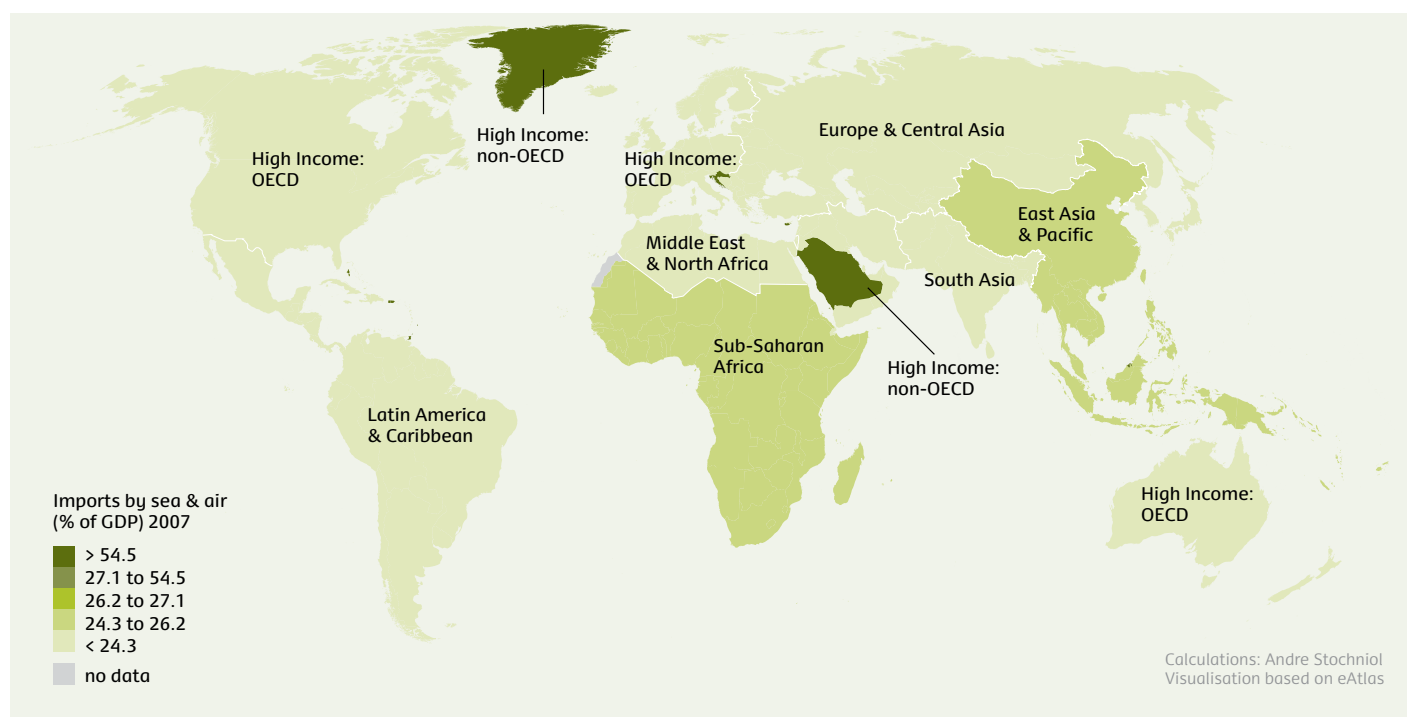 High Income:
non-OECD
High Income:
OECD
High Income:
OECD
Europe & Central Asia
East Asia
& Pacific
Middle East
& North Africa
South Asia
Sub-Saharan
Africa
High Income:
non-OECD
Latin America
& Caribbean
High Income:
OECD
Imports by sea & air
(% of GDP) 2007
> 54.5
27.1 to 54.5
26.2 to 27.1
24.3 to 26.2
< 24.3
no data
Calculations: Andre Stochniol
Visualisation based on eAtlas